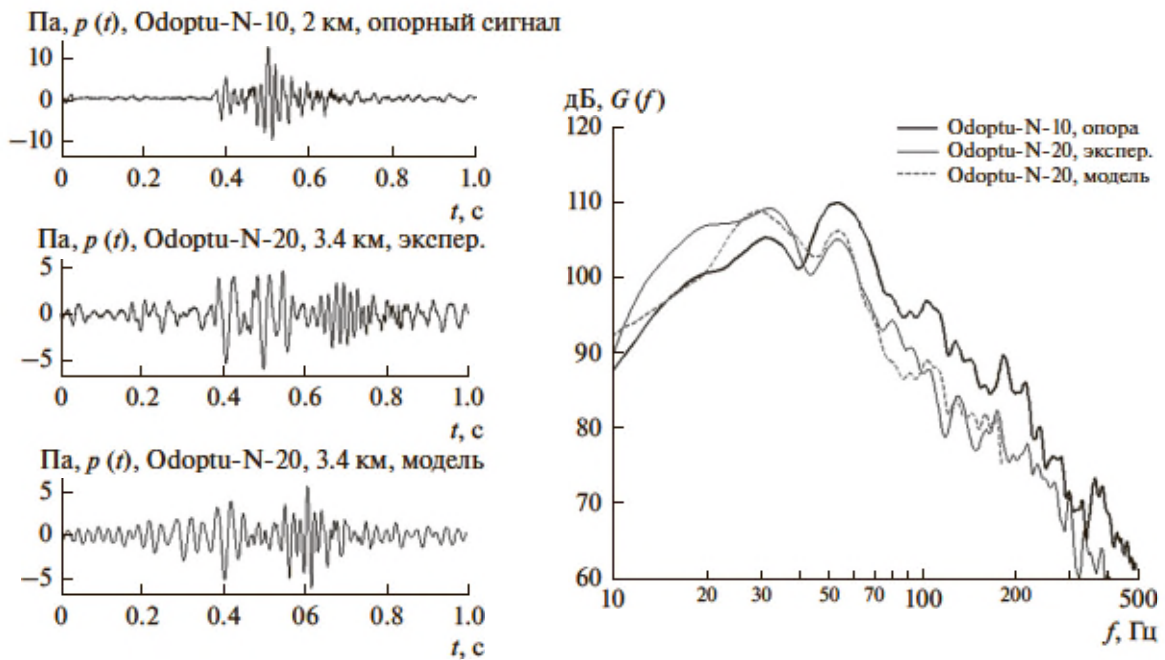 Па, p (t), Odoptu-N-10, 2 км, опорный сигнал
10
0
−10
0 0.2 0.4 0.6 0.8 1.0
t, с
Па, p (t), Odoptu-N-20, 3.4 км, экспер.
5
0
−5
0 0.2 0.4 0.6 0.8 1.0
t, с
Па, p (t), Odoptu-N-20, 3.4 км, модель
5
0
−5
0 0.2 0.4 06 0.8 1.0
t, с
дБ, G (f)
120
110
100
90
80
70
60
10 20 30 50 70 100 200 500
f, Гц
Odoptu-N-10, опора
Odoptu-N-20, экспер.
Odoptu-N-20, модель